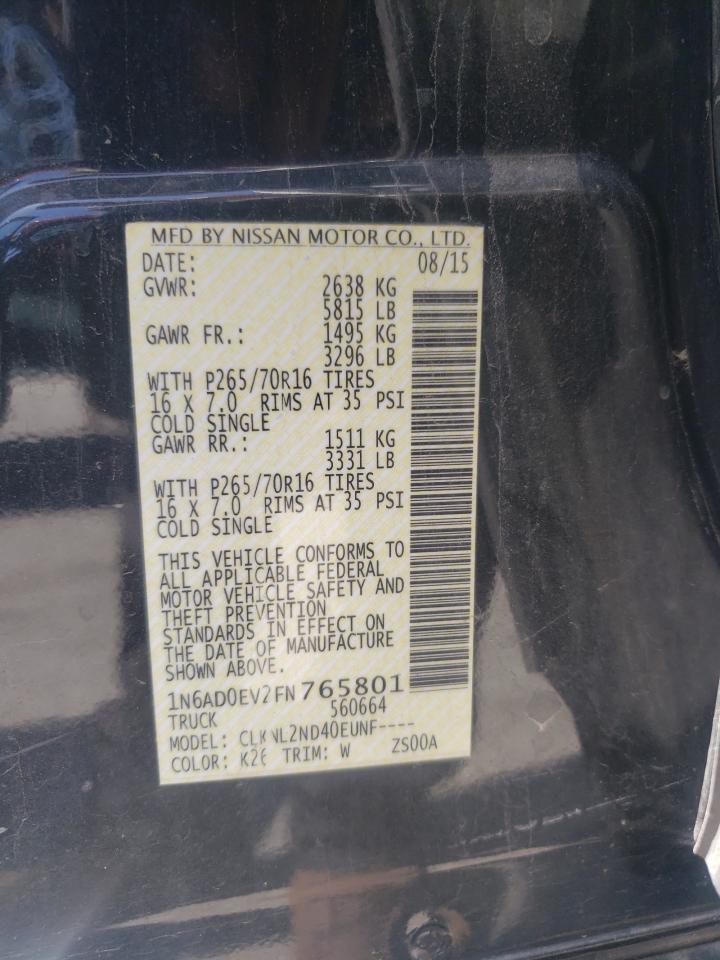 MFD BY NISSAN MOTOR CO., LTD.
DATE: 08/15
GVWR: 2638 KG
5815 LB
GAWR FR.: 1495 KG
3296 LB
WITH P265/70R16 TIRES
16 X 7.0 RIMS AT 35 PSI
COLD SINGLE
GAWR RR.: 1511 KG
3331 LB
WITH P265/70R16 TIRES
16 X 7.0 RIMS AT 35 PSI
COLD SINGLE
THIS VEHICLE CONFORMS TO
ALL APPLICABLE FEDERAL
MOTOR VEHICLE SAFETY AND
THEFT PREVENTION
STANDARDS IN EFFECT ON
THE DATE OF MANUFACTURE
SHOWN ABOVE.
1N6AD0EV2FN765801
TRUCK 560664
MODEL: ----
COLOR: TRIM: W ZS00A